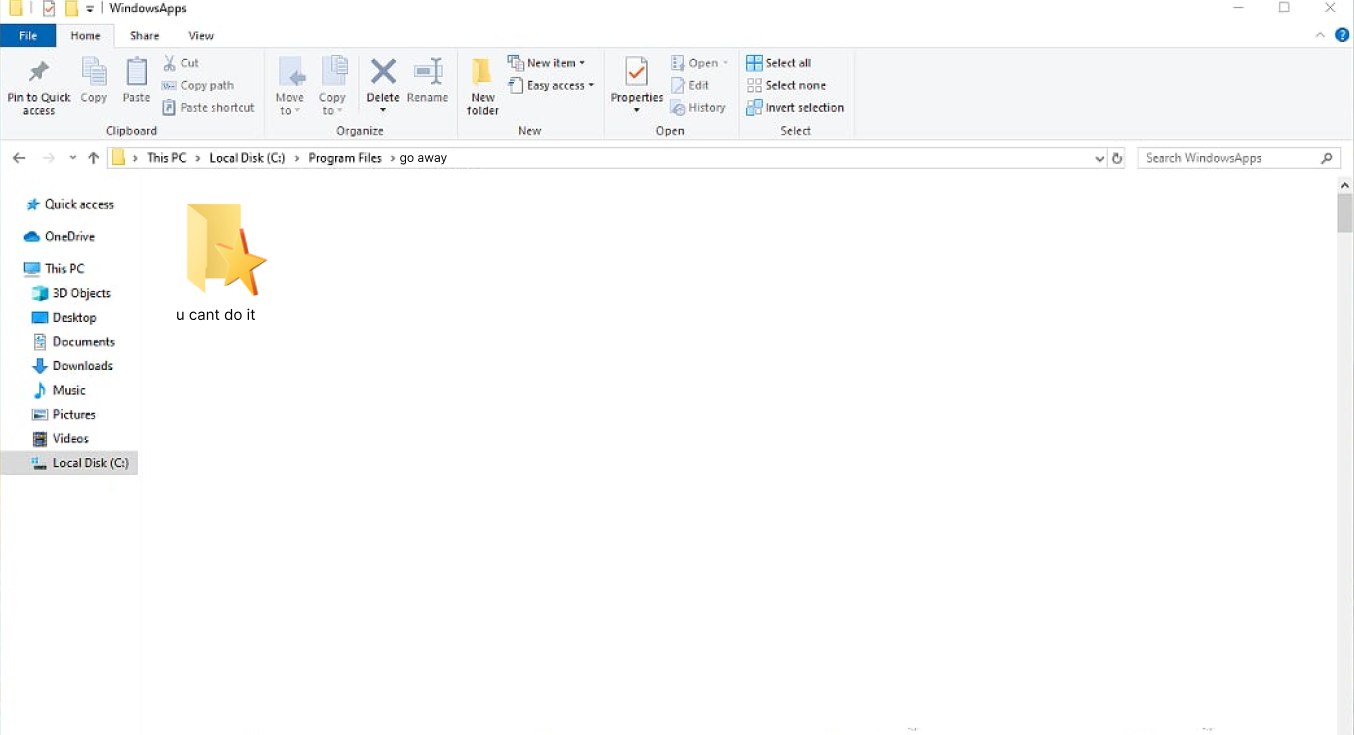 WindowsApps
File Home Share View
Pin to Quick access
Copy
Paste
Cut
Copy path
Paste shortcut
Clipboard
Move to
Copy to
Delete
Rename
Organize
New folder
New item
Easy access
New
Properties
Open
Edit
History
Open
Select all
Select none
Invert selection
Select
This PC > Local Disk (C:) > Program Files > go away
Search WindowsApps
Quick access
OneDrive
This PC
3D Objects
Desktop
Documents
Downloads
Music
Pictures
Videos
Local Disk (C:)
u cant do it